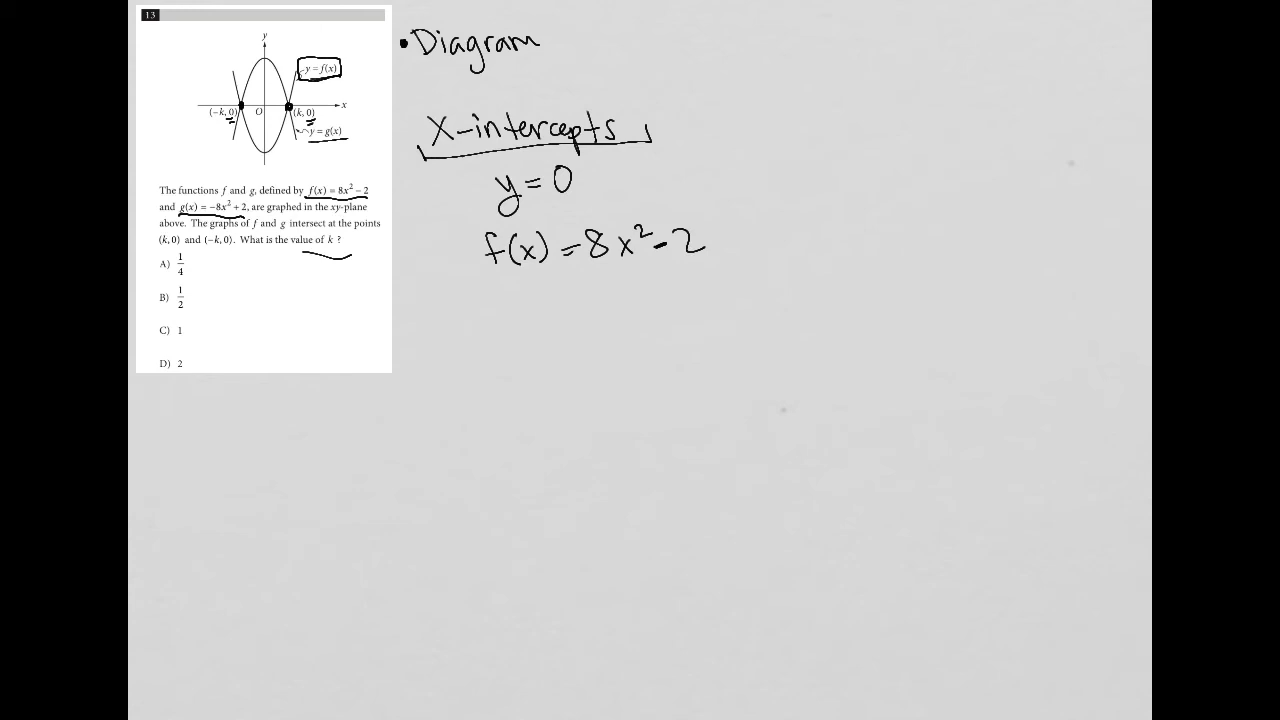 13
y
y = f(x)
(−k, 0) O (k, 0) x
y = g(x)
The functions f and g, defined by f(x) = 8x² − 2
and g(x) = −8x² + 2, are graphed in the xy-plane
above. The graphs of f and g intersect at the points
(k, 0) and (−k, 0). What is the value of k ?
A) 1/4
B) 1/2
C) 1
D) 2
• Diagram
X-intercepts
y = 0
f(x) = 8x² - 2